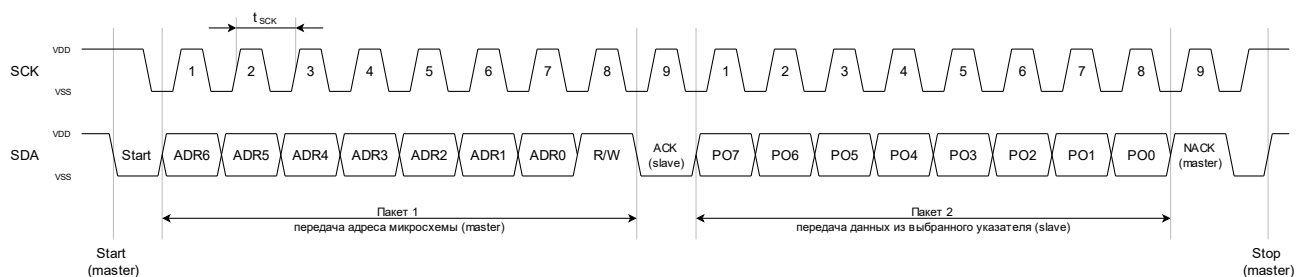 t SCK
VDD
SCK
1 2 3 4 5 6 7 8 9 1 2 3 4 5 6 7 8 9
VSS
VDD
SDA
Start ADR6 ADR5 ADR4 ADR3 ADR2 ADR1 ADR0 R/W ACK (slave) PO7 PO6 PO5 PO4 PO3 PO2 PO1 PO0 NACK (master)
VSS
Пакет 1
передача адреса микросхемы (master)
Пакет 2
передача данных из выбранного указателя (slave)
Start
(master)
Stop
(master)